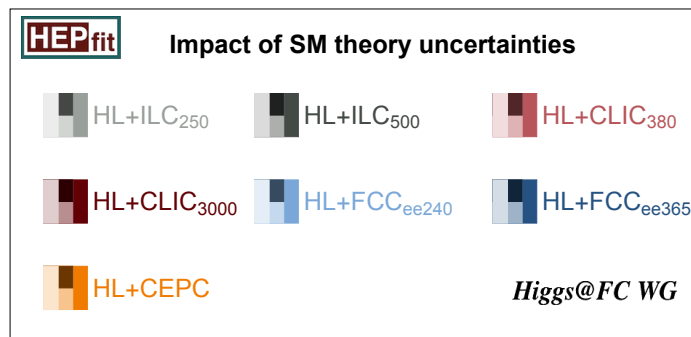 HEPfit Impact of SM theory uncertainties
HL+ILC250 HL+ILC500 HL+CLIC380
HL+CLIC3000 HL+FCCee240 HL+FCCee365
HL+CEPC Higgs@FC WG